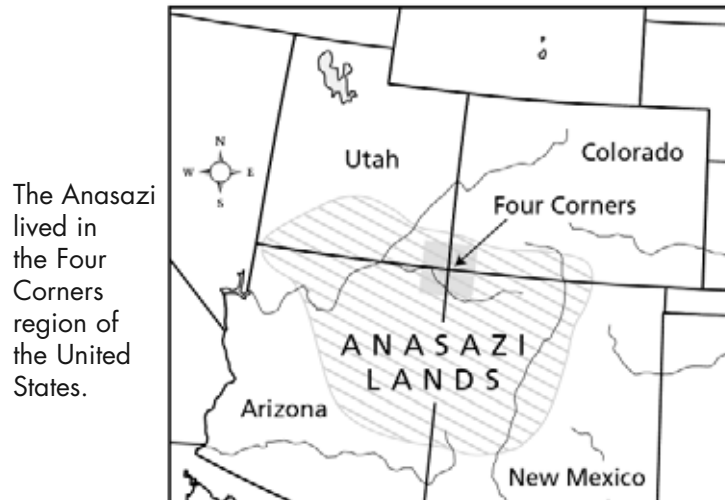 The Anasazi
lived in
the Four
Corners
region of
the United
States.
N
W E
S
Utah
Colorado
Four Corners
ANASAZI
LANDS
Arizona
New Mexico